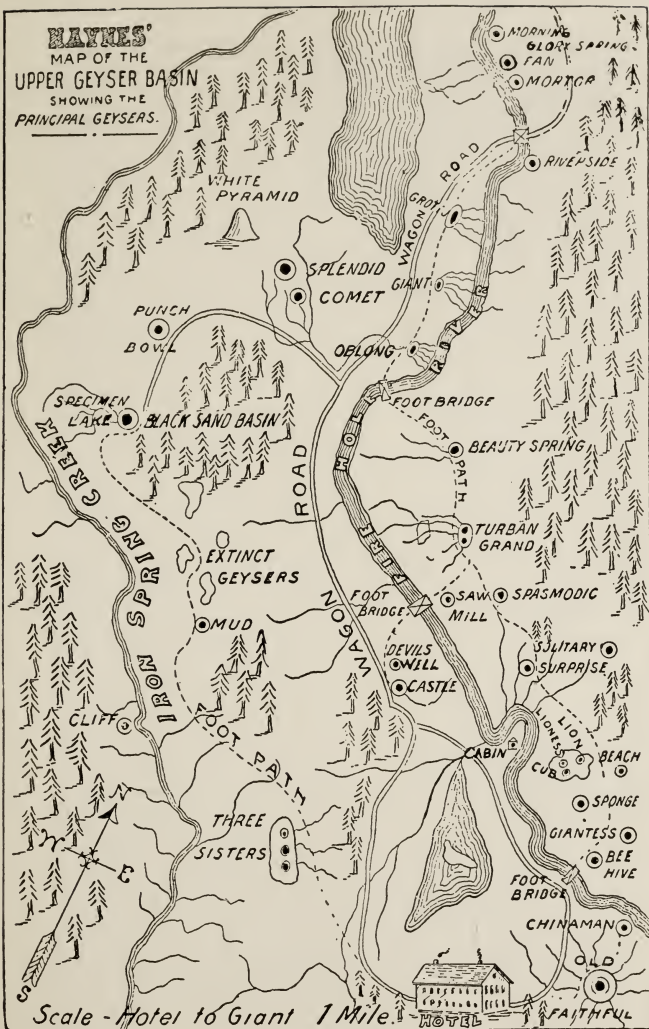 HAYNES'
MAP OF THE
UPPER GEYSER BASIN
SHOWING THE
PRINCIPAL GEYSERS.
MORNING
GLORY SPRING
FAN
MORTOR
RIVERSIDE
WHITE
PYRAMID
WAGON ROAD
GROT
SPLENDID
COMET
GIANT
PUNCH
BOWL
OBLONG
FIRE HOLE RIVER
FOOT BRIDGE
SPECIMEN
LAKE
BLACK SAND BASIN
FOOT PATH
BEAUTY SPRING
IRON SPRING CREEK
WAGON ROAD
TURBAN
GRAND
EXTINCT
GEYSERS
FOOT
BRIDGE
SAW
MILL
SPASMODIC
MUD
DEVILS
WELL
SOLITARY
SURPRISE
CASTLE
CLIFF
FOOT PATH
LION
LIONESS
CUB
CABIN
BEACH
SPONGE
THREE
SISTERS
GIANTESS
BEE
HIVE
FOOT
BRIDGE
CHINAMAN
N
W
E
S
OLD
FAITHFUL
HOTEL
Scale - Hotel to Giant 1 Mile.